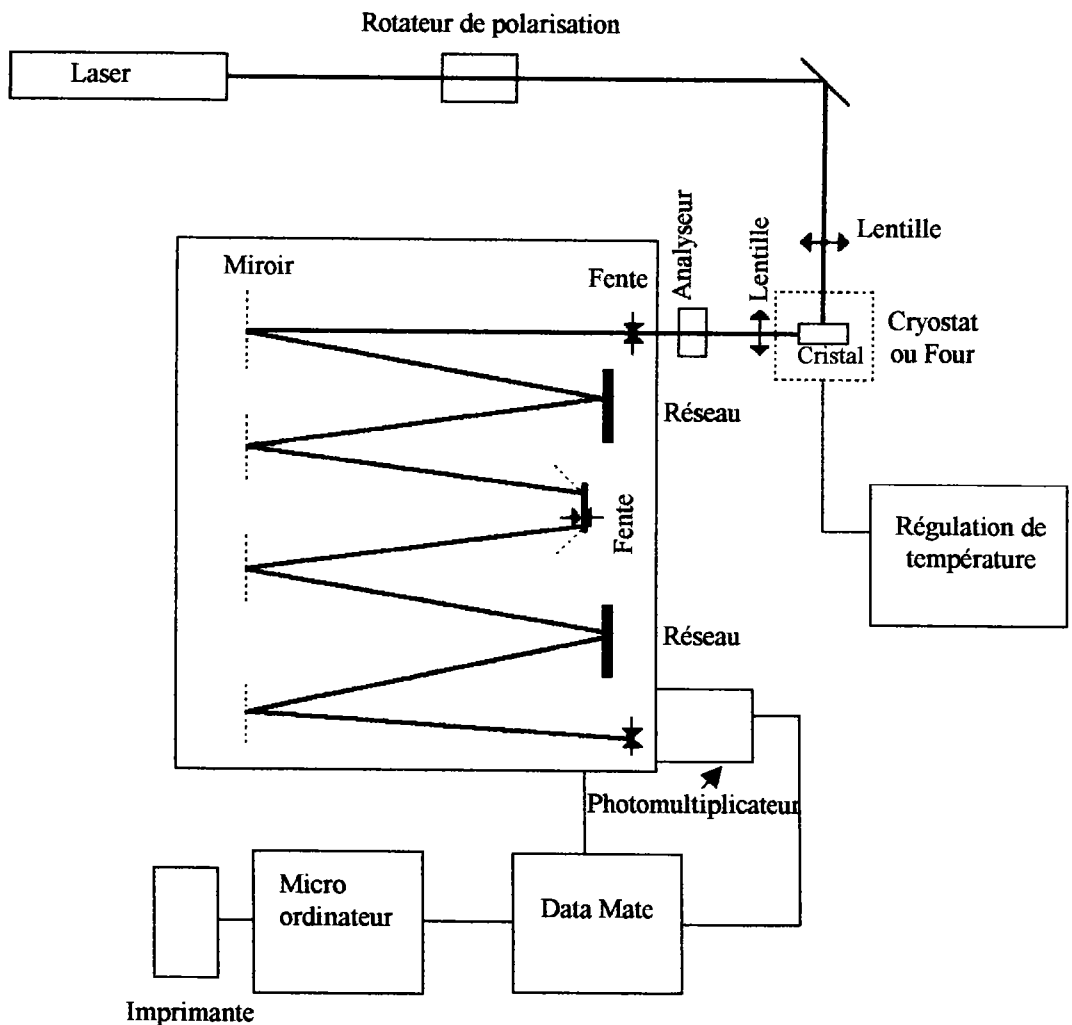 Rotateur de polarisation
Laser
Lentille
Analyseur
Lentille
Miroir
Fente
Cryostat
ou Four
Cristal
Réseau
Fente
Régulation de
température
Réseau
Photomultiplicateur
Micro
ordinateur
Data Mate
Imprimante